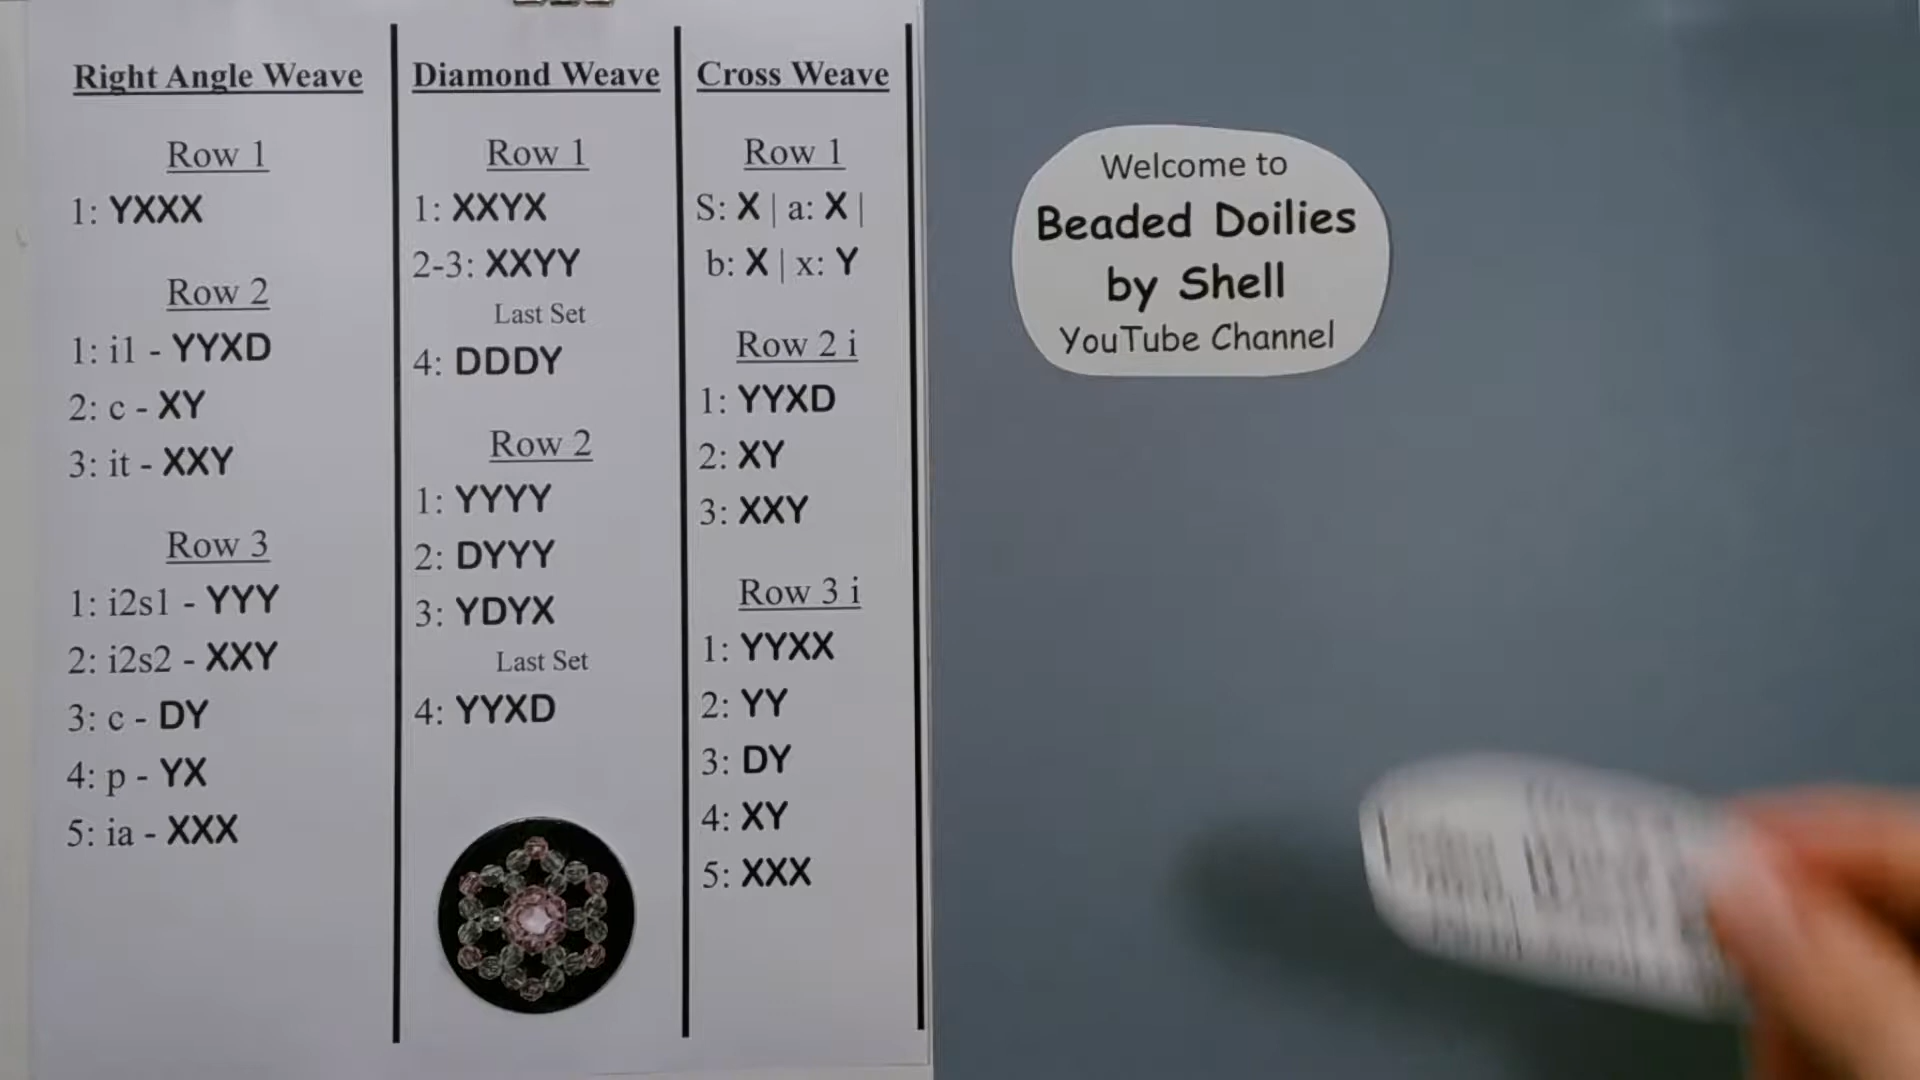 Right Angle Weave
Row 1
1: YXXX
Row 2
1: i1 - YYXD
2: c - XY
3: it - XXY
Row 3
1: i2s1 - YYY
2: i2s2 - XXY
3: c - DY
4: p - YX
5: ia - XXX
Diamond Weave
Row 1
1: XXYX
2-3: XXYY
Last Set
4: DDDY
Row 2
1: YYYY
2: DYYY
3: YDYX
Last Set
4: YYXD
Cross Weave
Row 1
S: X | a: X |
b: X | x: Y
Row 2 i
1: YYXD
2: XY
3: XXY
Row 3 i
1: YYXX
2: YY
3: DY
4: XY
5: XXX
Welcome to
Beaded Doilies
by Shell
YouTube Channel